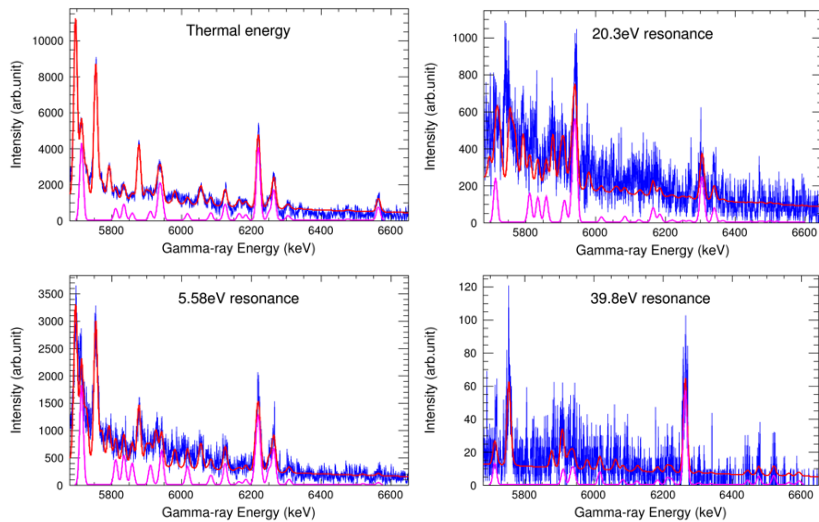 Thermal energy
10000
8000
6000
4000
2000
0
Intensity (arb.unit)
5800 6000 6200 6400 6600
Gamma-ray Energy (keV)
20.3eV resonance
1000
800
600
400
200
0
Intensity (arb.unit)
5800 6000 6200 6400 6600
Gamma-ray Energy (keV)
5.58eV resonance
3500
3000
2500
2000
1500
1000
500
0
Intensity (arb.unit)
5800 6000 6200 6400 6600
Gamma-ray Energy (keV)
39.8eV resonance
120
100
80
60
40
20
0
Intensity (arb.unit)
5800 6000 6200 6400 6600
Gamma-ray Energy (keV)